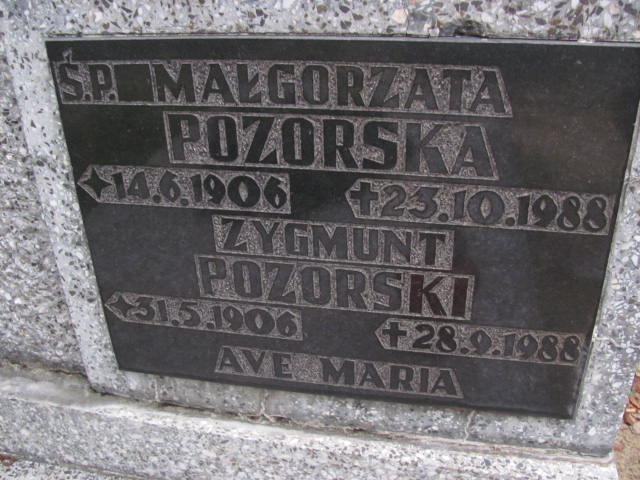 Ś.P. MAŁGORZATA
POZORSKA
14.6.1906 ✝23.10.1988
ZYGMUNT
POZORSKI
31.5.1906 ✝28.9.1988
AVE MARIA